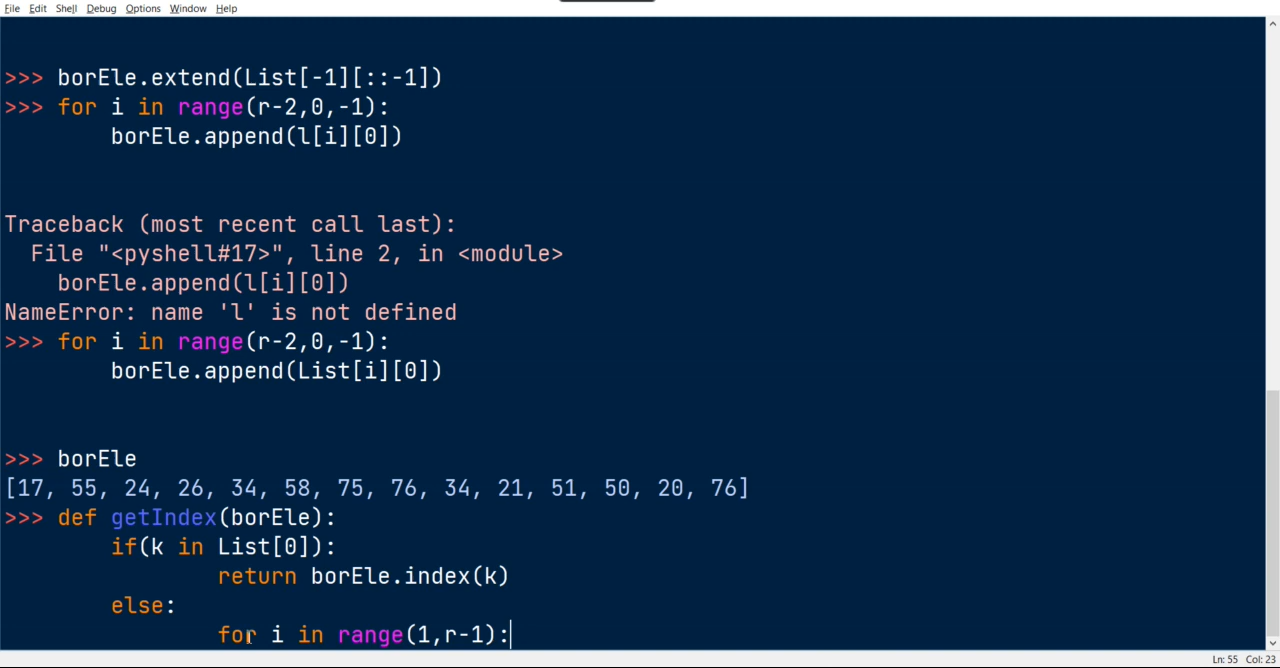 File Edit Shell Debug Options Window Help
>>> borEle.extend(List[-1][::-1])
>>> for i in range(r-2,0,-1):
        borEle.append(l[i][0])
Traceback (most recent call last):
  File "<pyshell#17>", line 2, in <module>
    borEle.append(l[i][0])
NameError: name 'l' is not defined
>>> for i in range(r-2,0,-1):
        borEle.append(List[i][0])
>>> borEle
[17, 55, 24, 26, 34, 58, 75, 76, 34, 21, 51, 50, 20, 76]
>>> def getIndex(borEle):
        if(k in List[0]):
                return borEle.index(k)
        else:
                for i in range(1,r-1):
Ln: 55 Col: 23